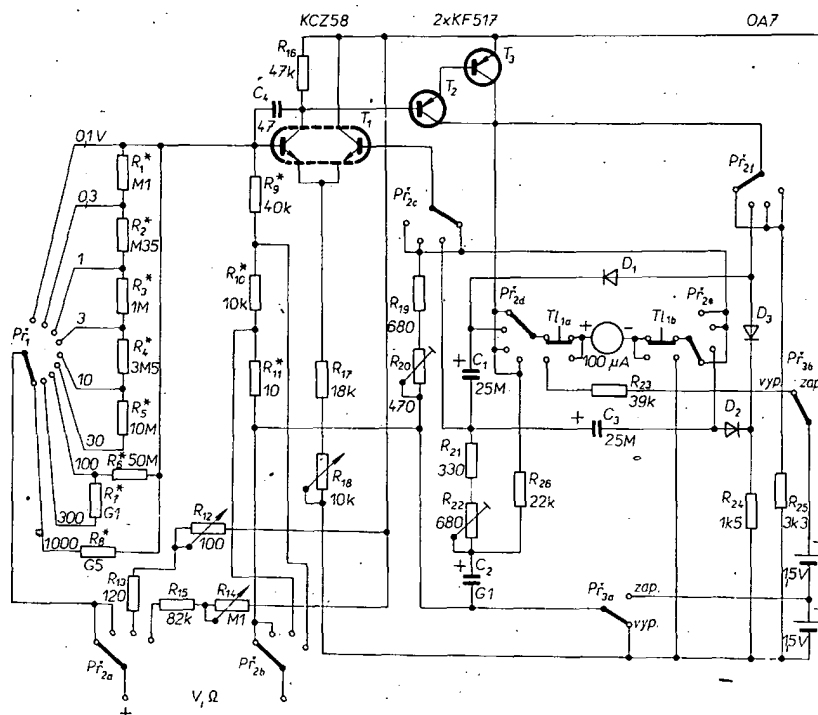 KCZ58 2xKF517 OA7
R16
47k
T3
T2
C4
47
T1
0,1 V
R1*
M1
R9*
40k
Př2c
Př2f
0,3
R2*
M35
1
R3*
1M
R10*
10k
R19
680
D1
Př2d
Tl1a
+
-
Tl1b
Př2e
D3
100 µA
Př1
3
R4*
3M5
R11*
10
R17
18k
R20
470
+
C1
25M
R23
39k
vyp.
Př3b
zap.
10
R5*
10M
+
C3
25M
D2
30
100
R6* 50M
R7*
G1
R18
10k
R21
330
R26
22k
R24
1k5
R25
3k3
300
R12
100
R22
680
1000
R8*
G5
+
C2
G1
15V
R13
120
R15
82k
R14
M1
Př3a
zap.
vyp.
15V
Př2a
Př2b
V, Ω
+
-